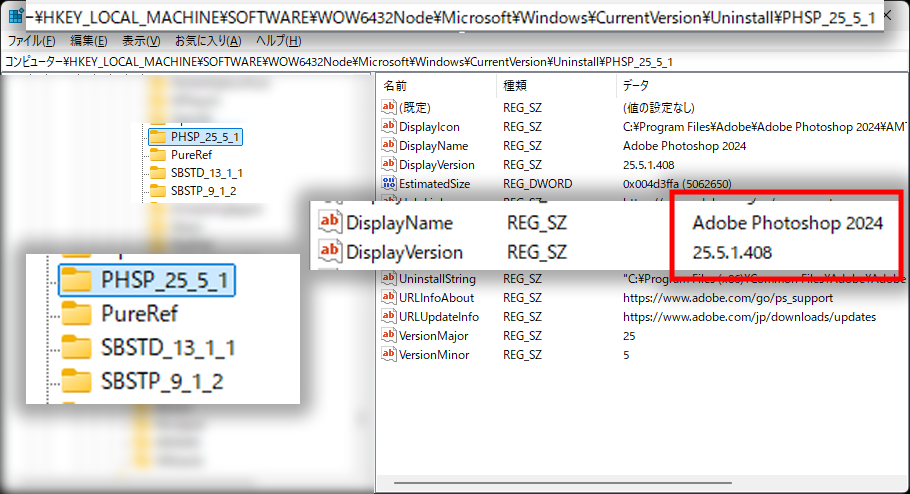 ー¥HKEY_LOCAL_MACHINE¥SOFTWARE¥WOW6432Node¥Microsoft¥Windows¥CurrentVersion¥Uninstall¥PHSP_25_5_1
ファイル(F) 編集(E) 表示(V) お気に入り(A) ヘルプ(H)
コンピューター¥HKEY_LOCAL_MACHINE¥SOFTWARE¥WOW6432Node¥Microsoft¥Windows¥CurrentVersion¥Uninstall¥PHSP_25_5_1
PHSP_25_5_1
PureRef
SBSTD_13_1_1
SBSTP_9_1_2
名前 種類 データ
(既定) REG_SZ (値の設定なし)
DisplayIcon REG_SZ C:¥Program Files¥Adobe¥Adobe Photoshop 2024¥AMT
DisplayName REG_SZ Adobe Photoshop 2024
DisplayVersion REG_SZ 25.5.1.408
EstimatedSize REG_DWORD 0x004d3ffa (5062650)
DisplayName REG_SZ Adobe Photoshop 2024
DisplayVersion REG_SZ 25.5.1.408
PHSP_25_5_1
PureRef
SBSTD_13_1_1
SBSTP_9_1_2
UninstallString REG_SZ "C:¥Program Files (x86)¥Common Files¥Adobe¥Adobe
URLInfoAbout REG_SZ https://www.adobe.com/go/ps_support
URLUpdateInfo REG_SZ https://www.adobe.com/jp/downloads/updates
VersionMajor REG_SZ 25
VersionMinor REG_SZ 5